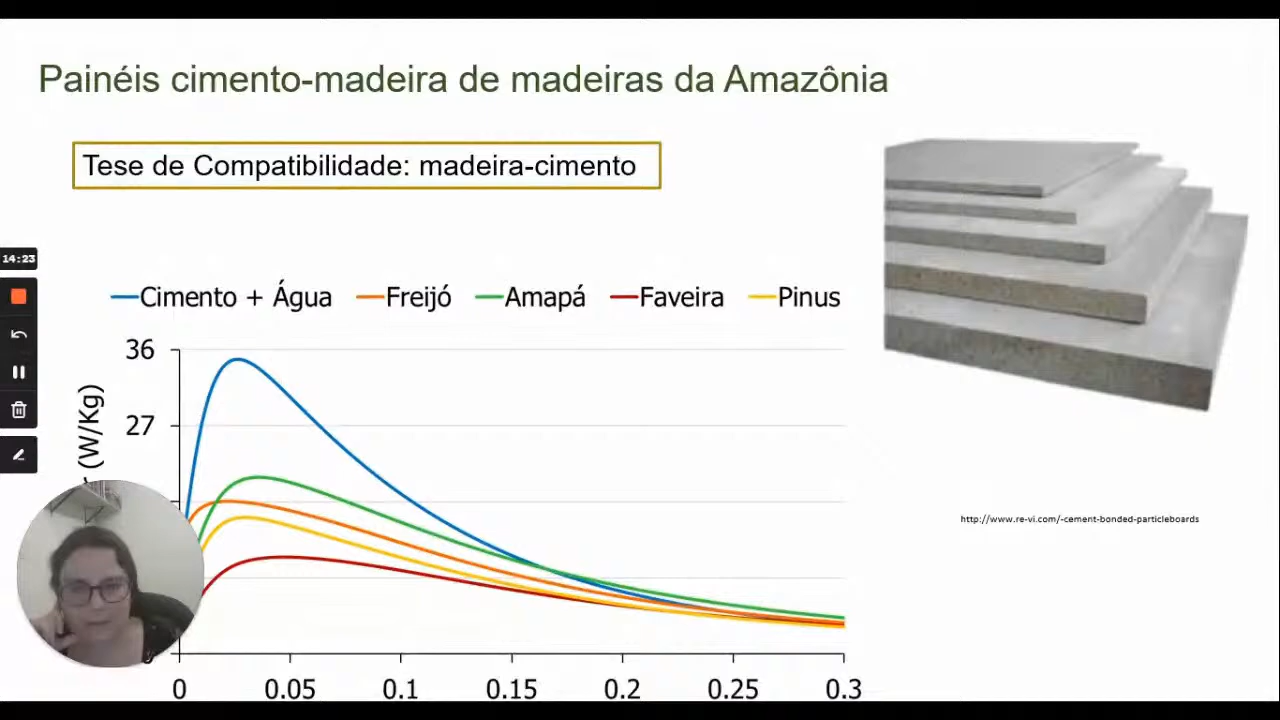 Painéis cimento-madeira de madeiras da Amazônia
Tese de Compatibilidade: madeira-cimento
14:23
Cimento + Água Freijó Amapá Faveira Pinus
36
27
(W/Kg)
0 0.05 0.1 0.15 0.2 0.25 0.3
http://www.re-vi.com/-cement-bonded-particleboards